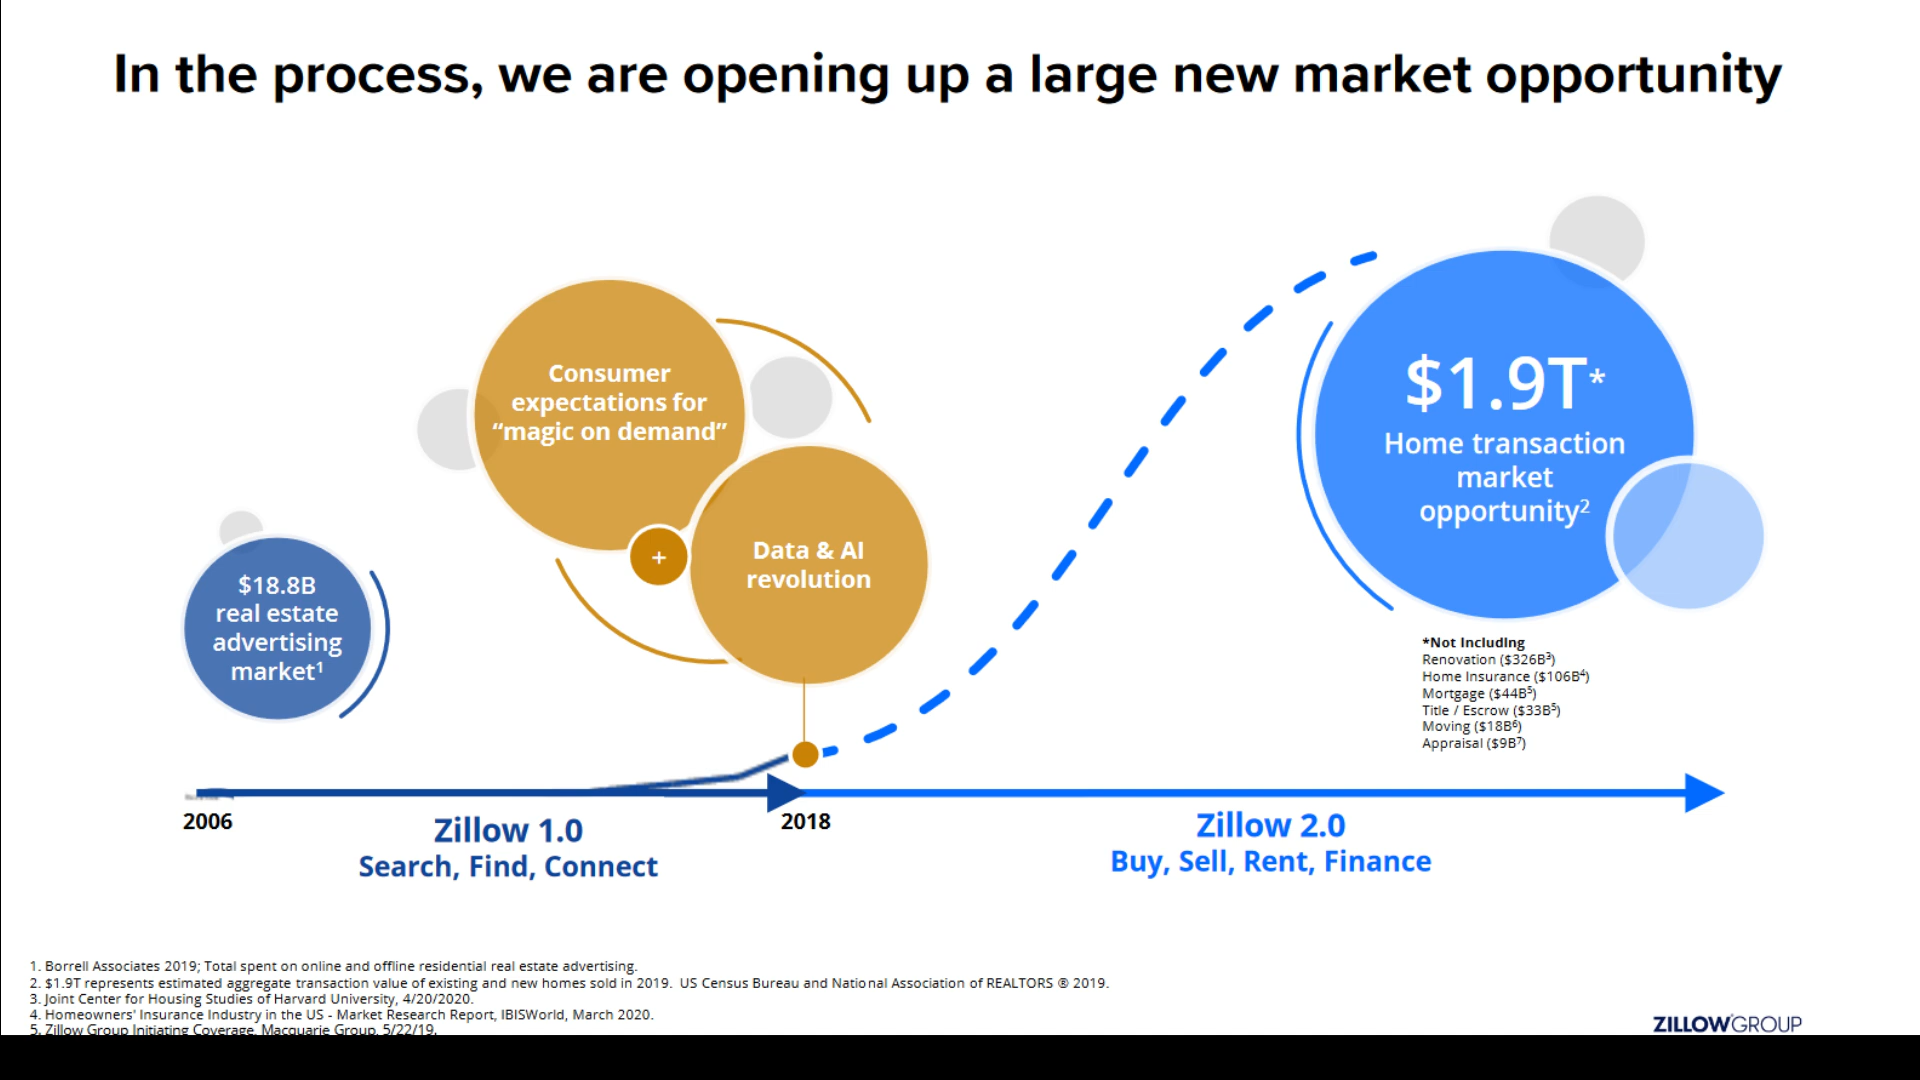 In the process, we are opening up a large new market opportunity
Consumer
expectations for
“magic on demand”
+
Data & AI
revolution
$18.8B
real estate
advertising
market¹
$1.9T*
Home transaction
market
opportunity²
*Not Including
Renovation ($326B³)
Home Insurance ($106B⁴)
Mortgage ($44B⁵)
Title / Escrow ($33B⁵)
Moving ($18B⁶)
Appraisal ($9B⁷)
2006
2018
Zillow 1.0
Search, Find, Connect
Zillow 2.0
Buy, Sell, Rent, Finance
1. Borrell Associates 2019; Total spent on online and offline residential real estate advertising.
2. $1.9T represents estimated aggregate transaction value of existing and new homes sold in 2019. US Census Bureau and National Association of REALTORS ® 2019.
3. Joint Center for Housing Studies of Harvard University, 4/20/2020.
4. Homeowners' Insurance Industry in the US - Market Research Report, IBISWorld, March 2020.
5. Zillow Group Initiating Coverage, Macquarie Group, 5/22/19.
ZILLOWGROUP